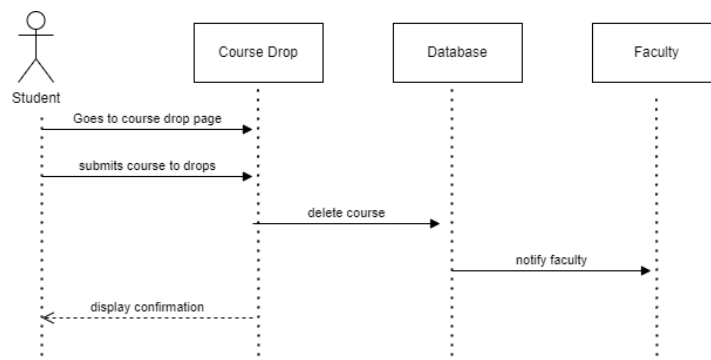 Course Drop
Database
Faculty
Student
Goes to course drop page
submits course to drops
delete course
notify faculty
display confirmation